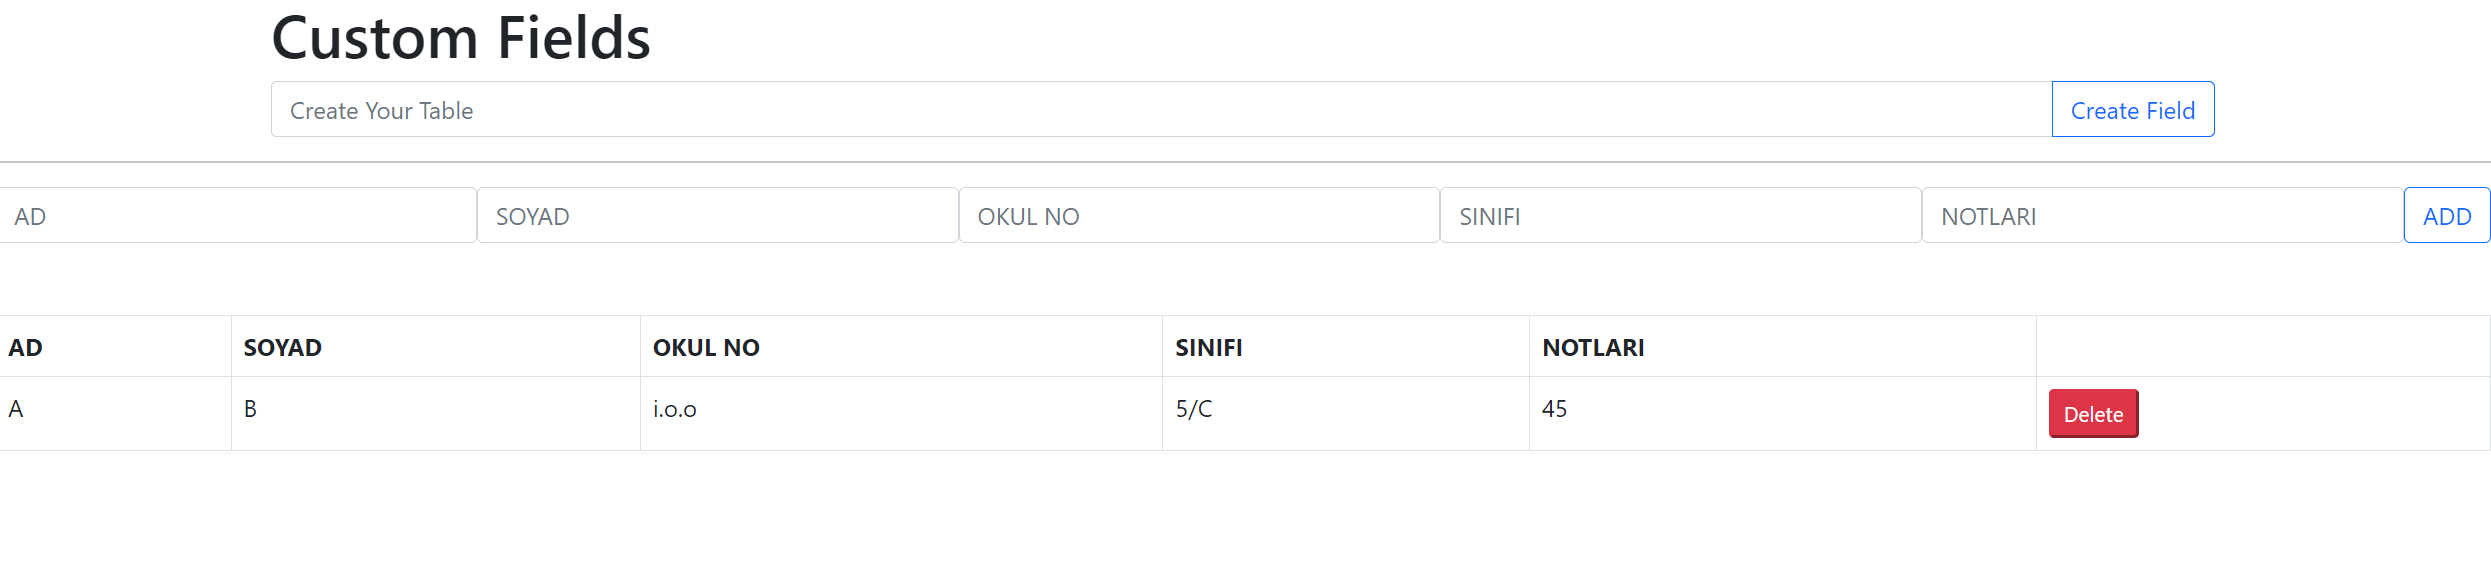 Custom Fields
Create Your Table Create Field
AD SOYAD OKUL NO SINIFI NOTLARI ADD
AD SOYAD OKUL NO SINIFI NOTLARI
A B i.o.o 5/C 45 Delete